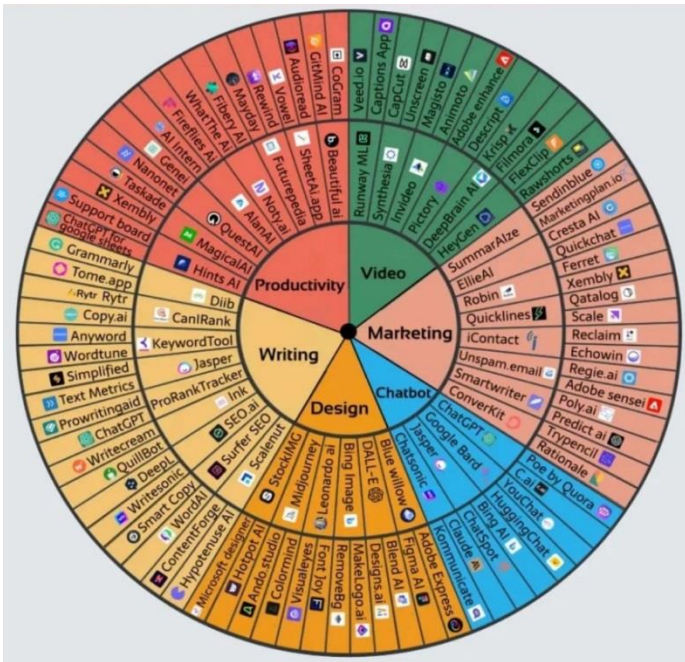 Productivity
Video
Marketing
Chatbot
Design
Writing
Runway ML
Synthesia
Invideo
Pictory
DeepBrain AI
HeyGen
Veed.io
Captions App
CapCut
Unscreen
Magisto
Animoto
Adobe enhance
Descript
Krisp
Filmora
FlexClip
Rawshorts
SummarAIze
EllieAI
Robin
Quicklines
iContact
Unspam.email
Smartwriter
ConverKit
Sendinblue
Marketingplan.io
Cresta AI
Quickchat
Ferret
Xembly
Qatalog
Scale
Reclaim
Echowin
Regie.ai
Adobe sensei
Poly.ai
Predict ai
Trypencil
Rationale
ChatGPT
Google Bard
Jasper
Chatsonic
Poe by Quora
C.ai
YouChat
HuggingChat
Bing AI
ChatSpot
Claude
Kommunicate
Blue willow
DALL-E
Bing Image
Leonardo ai
Midjourney
StockIMG
Adobe Express
Figma AI
Blend AI
Designs.ai
MakeLogo.ai
RemoveBg
Font Joy
Visualeyes
Colormind
Ando.studio
Hotpot AI
Microsoft designer
Scalenut
Surfer SEO
SEO.ai
Ink
ProRankTracker
Jasper
KeywordTool
CanIRank
Diib
Hypotenuse AI
ContentForge
WordAI
Smart Copy
Writesonic
DeepL
QuillBot
Writecream
ChatGPT
Prowritingaid
Text Metrics
Simplified
Wordtune
Anyword
Copy.ai
Rytr Rytr
Tome.app
Grammarly
Hints AI
MagicalAI
QuestAI
AlanAI
Noty.ai
Futurepedia
SheetAI.app
Beautiful ai
ChatGPT for
google sheets
Support board
Xembly
Taskade
Nanonet
Genei
AI Intern
Fireflies AI
WhatThe AI
Fibery AI
Mayday
Rewind
Vowel
Audioread
GitMind AI
CoGram